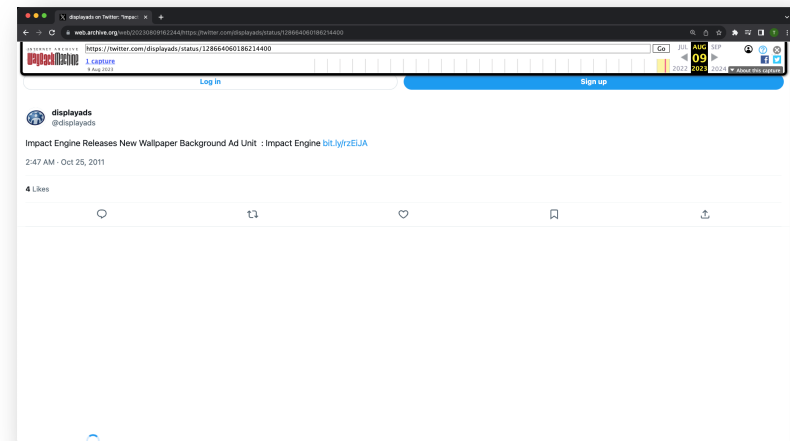 displayads on Twitter: "Impac
web.archive.org/web/20230809162244/https://twitter.com/displayads/status/128664060186214400
INTERNET ARCHIVE
WayBackMachine
https://twitter.com/displayads/status/128664060186214400
Go
JUL AUG SEP
1 capture
09
9 Aug 2023
2022 2023 2024
About this capture
Log in
Sign up
displayads
@displayads
Impact Engine Releases New Wallpaper Background Ad Unit : Impact Engine bit.ly/rzEiJA
2:47 AM · Oct 25, 2011
4 Likes